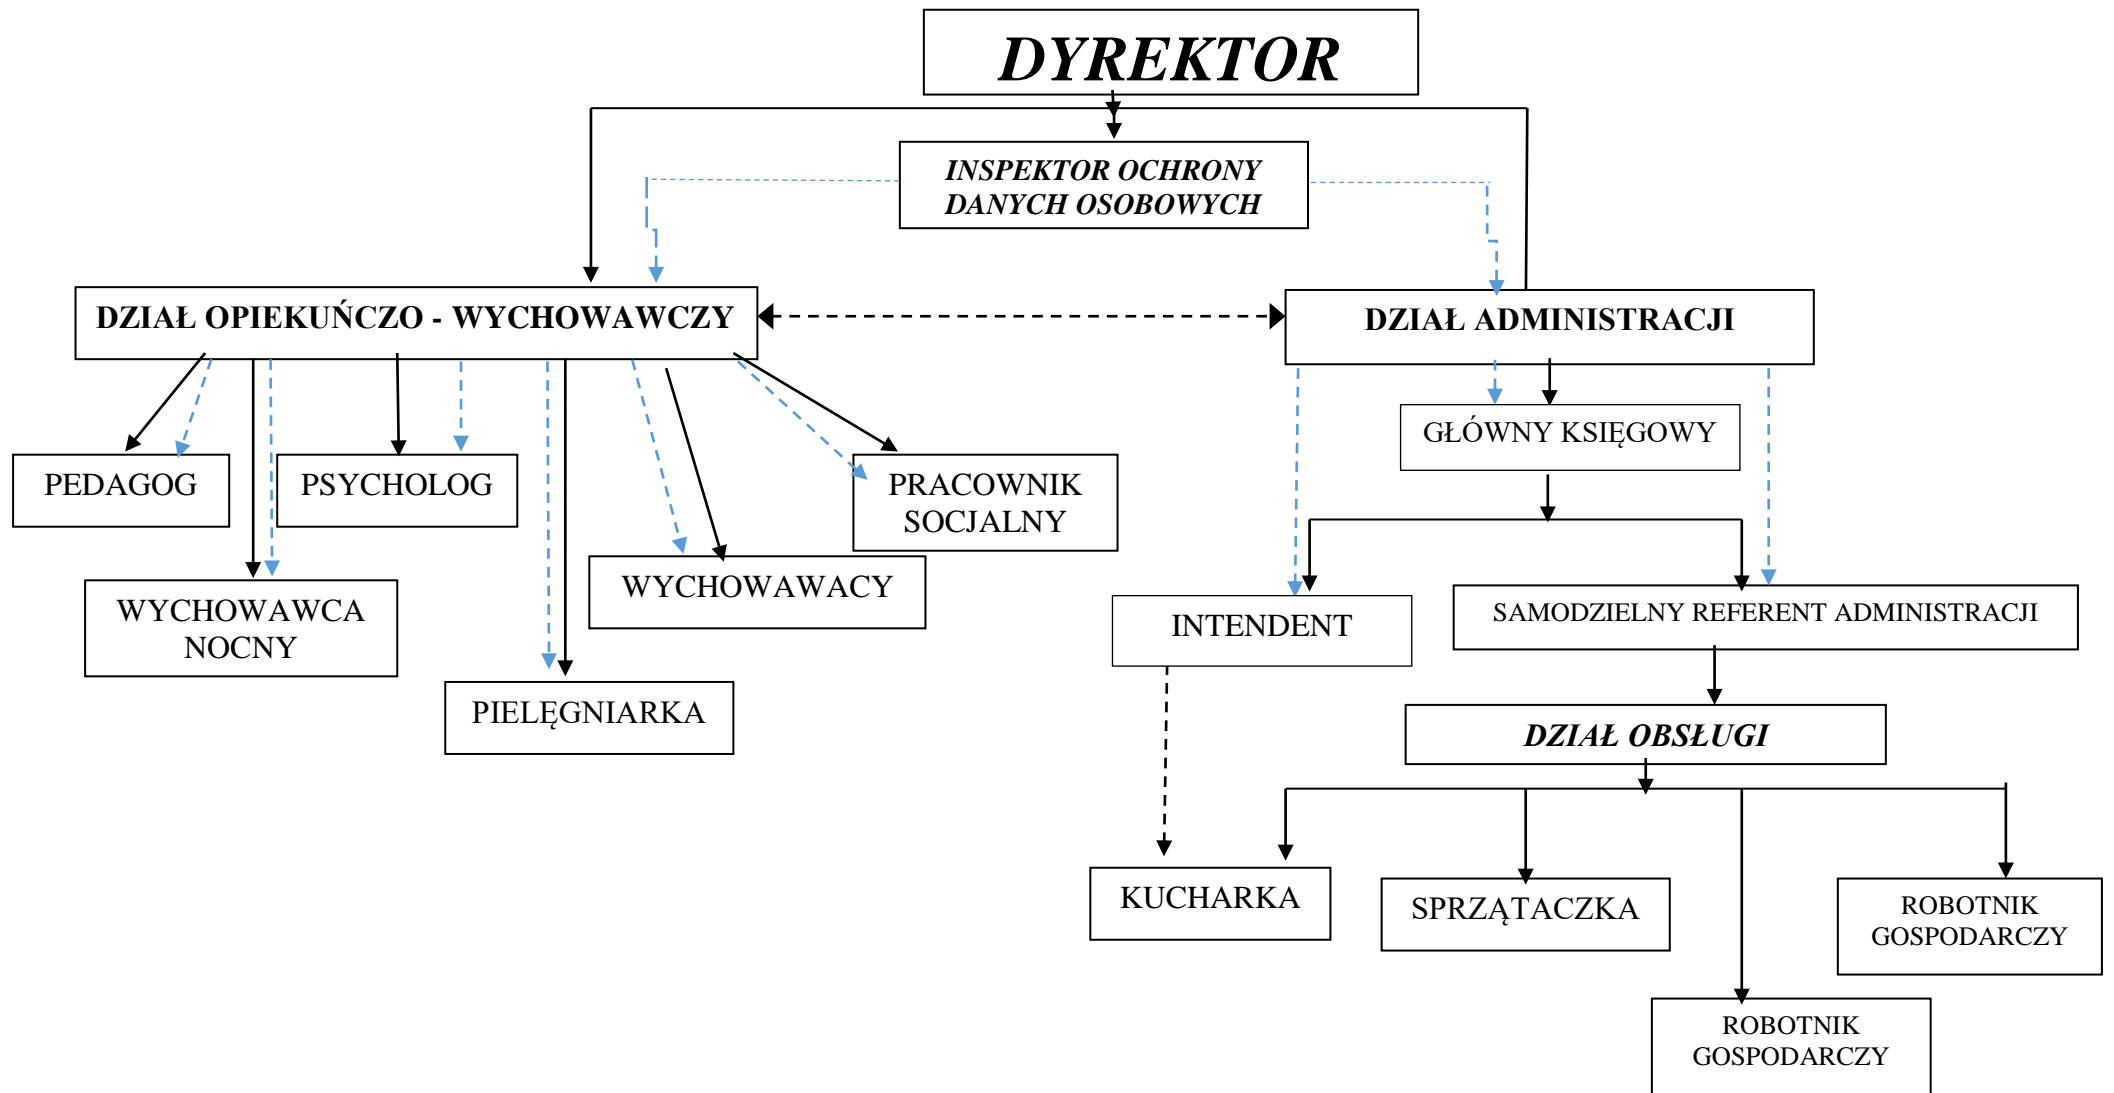 DYREKTOR
INSPEKTOR OCHRONY
DANYCH OSOBOWYCH
DZIAŁ OPIEKUŃCZO - WYCHOWAWCZY
DZIAŁ ADMINISTRACJI
GŁÓWNY KSIĘGOWY
PEDAGOG
PSYCHOLOG
PRACOWNIK
SOCJALNY
WYCHOWAWCA
NOCNY
WYCHOWAWACY
INTENDENT
SAMODZIELNY REFERENT ADMINISTRACJI
PIELĘGNIARKA
DZIAŁ OBSŁUGI
KUCHARKA
SPRZĄTACZKA
ROBOTNIK
GOSPODARCZY
ROBOTNIK
GOSPODARCZY